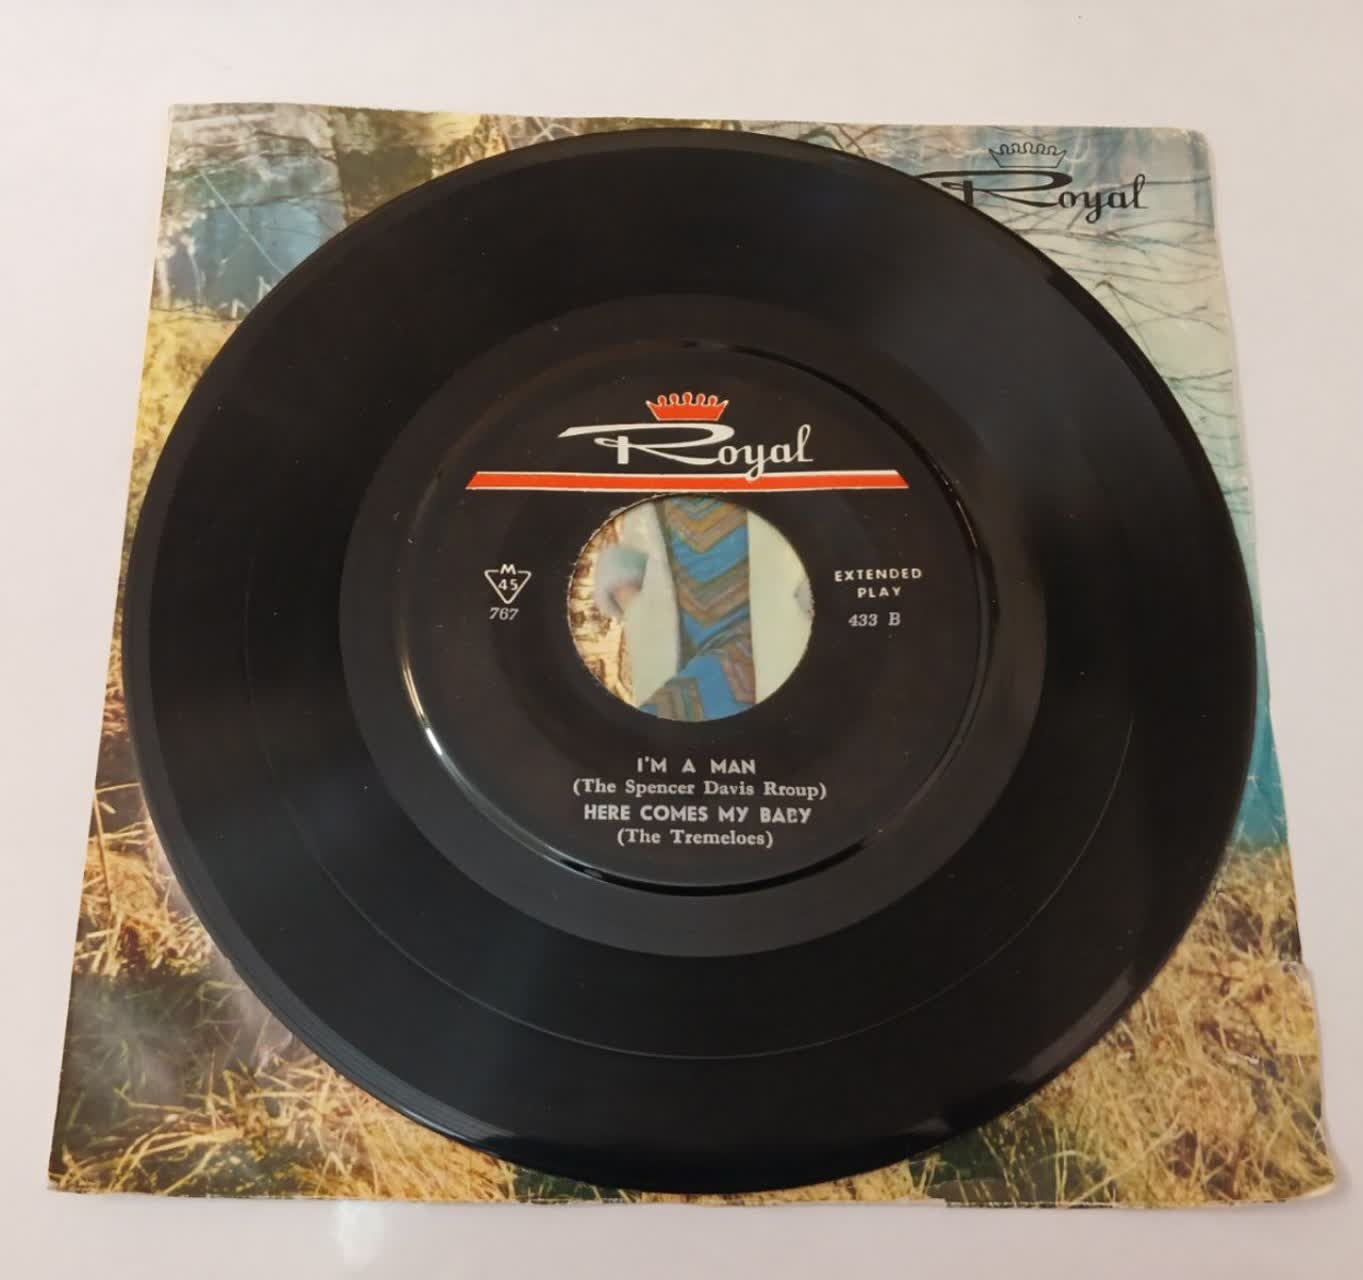 Royal
Royal
M
45
767
EXTENDED
PLAY
433 B
I'M A MAN
(The Spencer Davis Rroup)
HERE COMES MY BABY
(The Tremeloes)